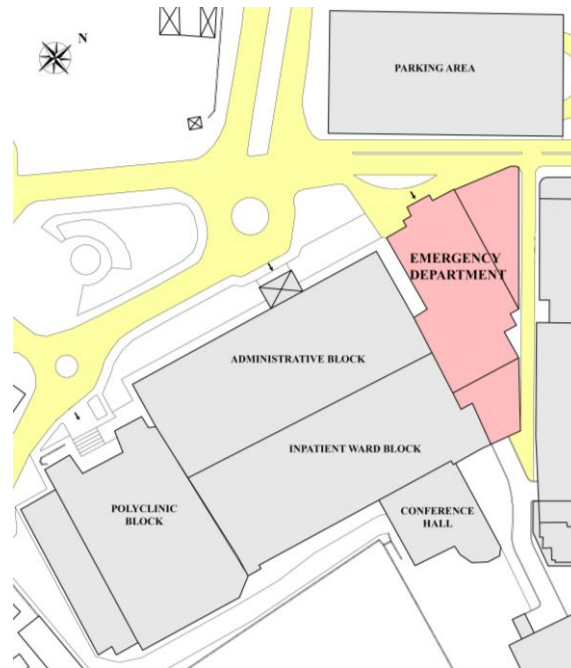 N
PARKING AREA
EMERGENCY
DEPARTMENT
ADMINISTRATIVE BLOCK
INPATIENT WARD BLOCK
POLYCLINIC
BLOCK
CONFERENCE
HALL